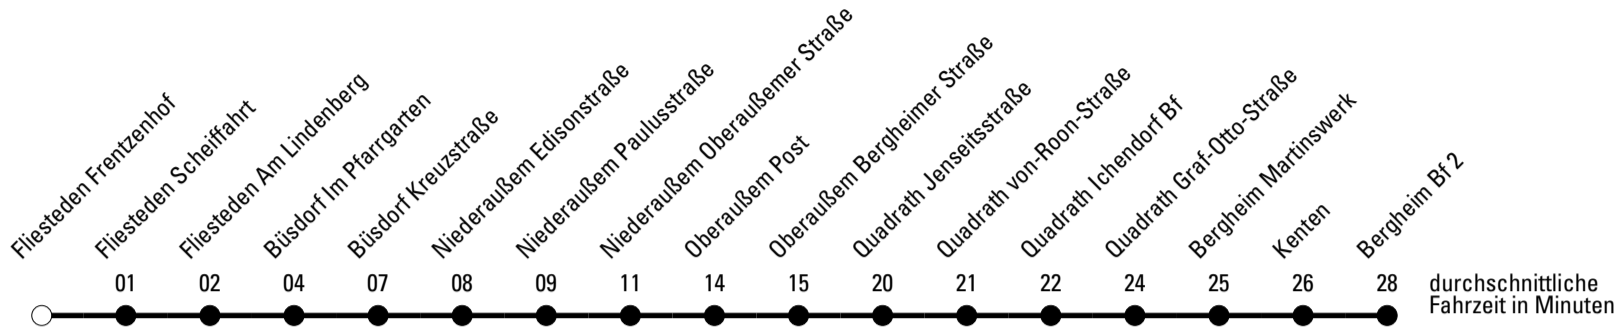 Fliesteden Frentzenhof
Fliesteden Scheiffahrt
Fliesteden Am Lindenberg
Büsdorf Im Pfarrgarten
Büsdorf Kreuzstraße
Niederaußem Edisonstraße
Niederaußem Paulusstraße
Niederaußem Oberaußemer Straße
Oberaußem Post
Oberaußem Bergheimer Straße
Quadrath Jenseitsstraße
Quadrath von-Roon-Straße
Quadrath Ichendorf Bf
Quadrath Graf-Otto-Straße
Bergheim Martinswerk
Kenten
Bergheim Bf 2
01 02 04 07 08 09 11 14 15 20 21 22 24 25 26 28
durchschnittliche
Fahrzeit in Minuten